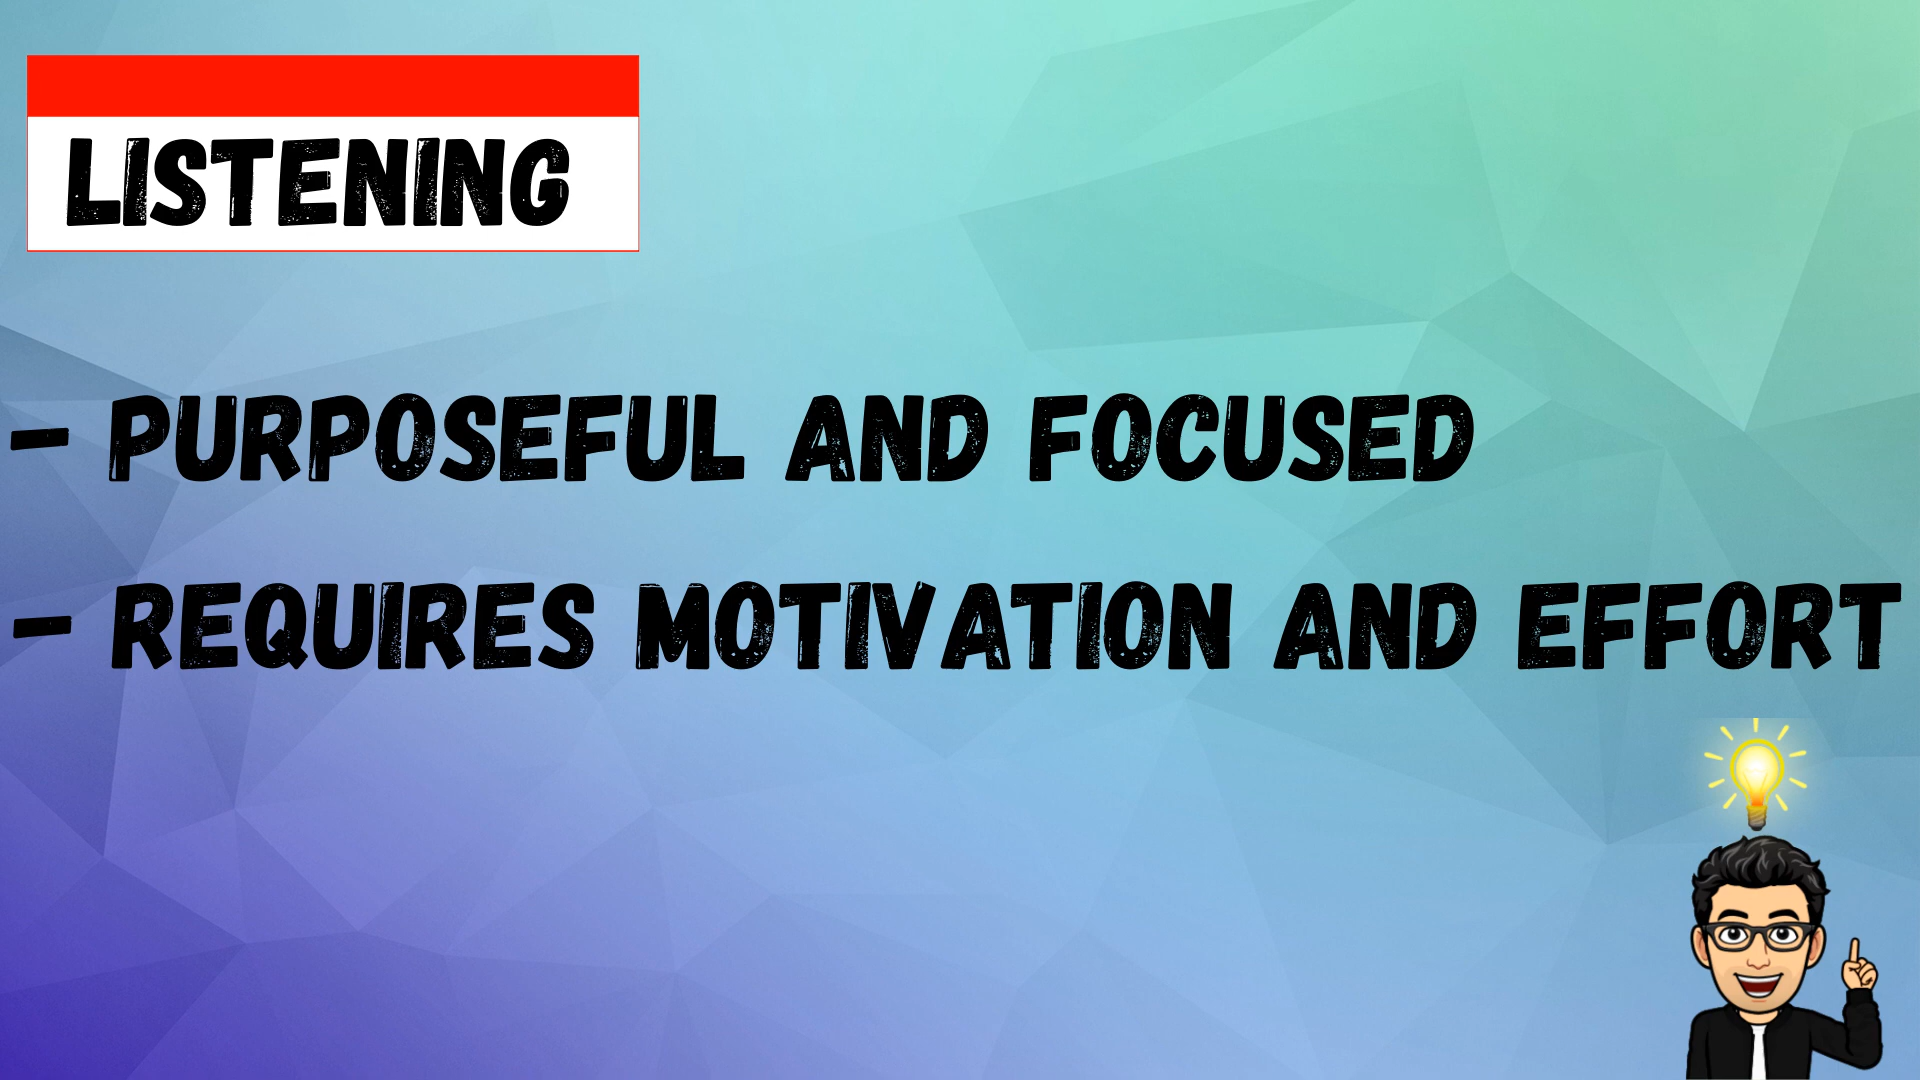 LISTENING
- PURPOSEFUL AND FOCUSED
- REQUIRES MOTIVATION AND EFFORT